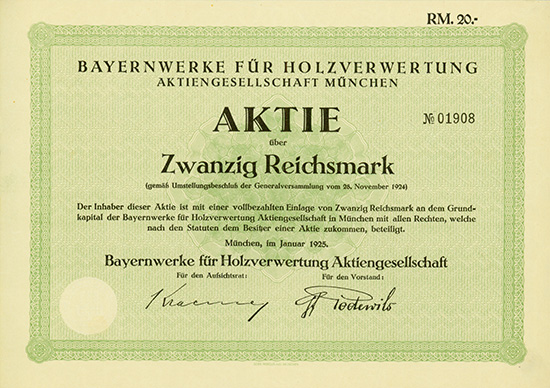 RM. 20.-
BAYERNWERKE FÜR HOLZVERWERTUNG
AKTIENGESELLSCHAFT MÜNCHEN
AKTIE
№ 01908
über
Zwanzig Reichsmark
(gemäß Umstellungsbeschluß der Generalversammlung vom 28. November 1924)
Der Inhaber dieser Aktie ist mit einer vollbezahlten Einlage von Zwanzig Reichsmark an dem Grund-
kapital der Bayernwerke für Holzverwertung Aktiengesellschaft in München mit allen Rechten, welche
nach den Statuten dem Besitzer einer Aktie zukommen, beteiligt.
München, im Januar 1925.
Bayernwerke für Holzverwertung Aktiengesellschaft
Für den Aufsichtsrat: Für den Vorstand: